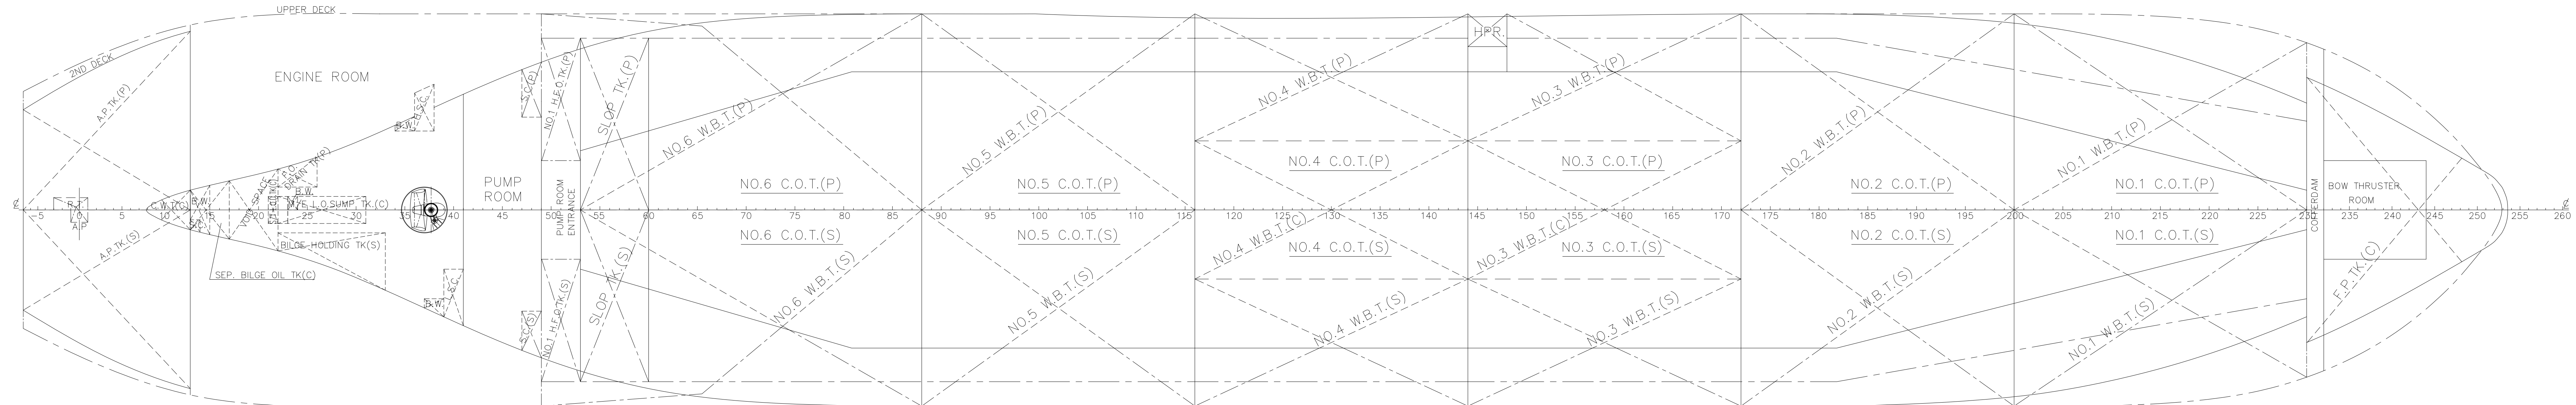 UPPER DECK
2ND DECK
ENGINE ROOM
A.P.TK.(P)
A.P.TK.(S)
R.T
A.P
C.W.T(C)
B.W.
S.C.
VOID SPACE
F.O.
DRAIN TK(P)
B.W.
M/E L.O.SUMP TK.(C)
BILGE HOLDING TK(S)
SEP. BILGE OIL TK(C)
B.W.
B.S.C.
B.W.
S.C.
PUMP
ROOM
S.C.(P)
S.C.(S)
NO.1 H.F.O.TK.(P)
NO.1 H.F.O.TK.(S)
PUMP ROOM
ENTRANCE
SLOP TK.(P)
SLOP TK.(S)
NO.6 W.B.T.(P)
NO.6 C.O.T.(P)
NO.6 C.O.T.(S)
NO.6 W.B.T.(S)
NO.5 W.B.T.(P)
NO.5 C.O.T.(P)
NO.5 C.O.T.(S)
NO.5 W.B.T.(S)
NO.4 W.B.T.(P)
NO.4 C.O.T.(P)
NO.4 W.B.T.(C)
NO.4 C.O.T.(S)
NO.4 W.B.T.(S)
HPR.
NO.3 W.B.T.(P)
NO.3 C.O.T.(P)
NO.3 W.B.T.(C)
NO.3 C.O.T.(S)
NO.3 W.B.T.(S)
NO.2 W.B.T.(P)
NO.2 C.O.T.(P)
NO.2 C.O.T.(S)
NO.2 W.B.T.(S)
NO.1 W.B.T.(P)
NO.1 C.O.T.(P)
NO.1 C.O.T.(S)
NO.1 W.B.T.(S)
COFFERDAM
BOW THRUSTER
ROOM
F.P.TK.(C)
-5 0 5 10 15 20 25 30 35 40 45 50 55 60 65 70 75 80 85 90 95 100 105 110 115 120 125 130 135 140 145 150 155 160 165 170 175 180 185 190 195 200 205 210 215 220 225 230 235 240 245 250 255 260